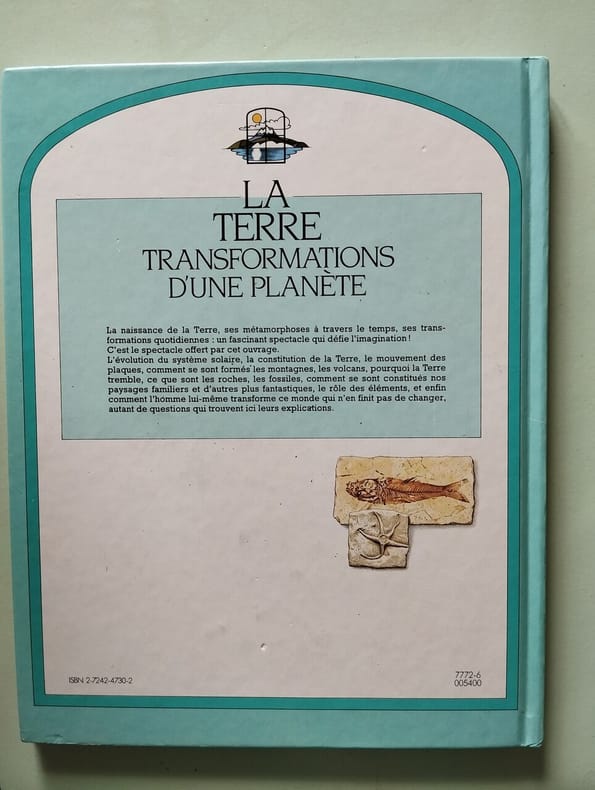 LA
TERRE
TRANSFORMATIONS
D'UNE PLANÈTE
La naissance de la Terre, ses métamorphoses à travers le temps, ses trans-
formations quotidiennes : un fascinant spectacle qui défie l'imagination !
C'est le spectacle offert par cet ouvrage.
L'évolution du système solaire, la constitution de la Terre, le mouvement des
plaques, comment se sont formés les montagnes, les volcans, pourquoi la Terre
tremble, ce que sont les roches, les fossiles, comment se sont constitués nos
paysages familiers et d'autres plus fantastiques, le rôle des éléments, et enfin
comment l'homme lui-même transforme ce monde qui n'en finit pas de changer,
autant de questions qui trouvent ici leurs explications.
ISBN 2-7242-4730-2
7772-6
005400